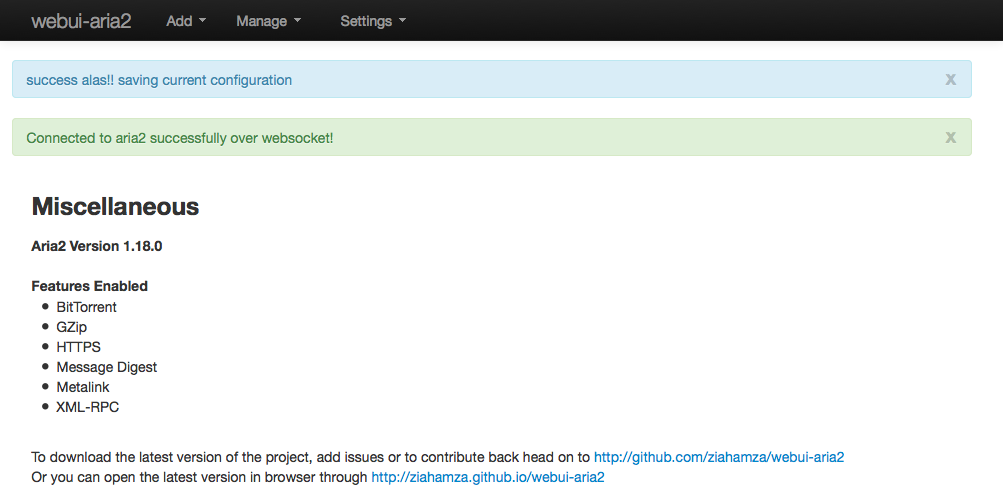 webui-aria2 Add Manage Settings
success alas!! saving current configuration x
Connected to aria2 successfully over websocket! x
Miscellaneous
Aria2 Version 1.18.0
Features Enabled
BitTorrent
GZip
HTTPS
Message Digest
Metalink
XML-RPC
To download the latest version of the project, add issues or to contribute back head on to http://github.com/ziahamza/webui-aria2
Or you can open the latest version in browser through http://ziahamza.github.io/webui-aria2